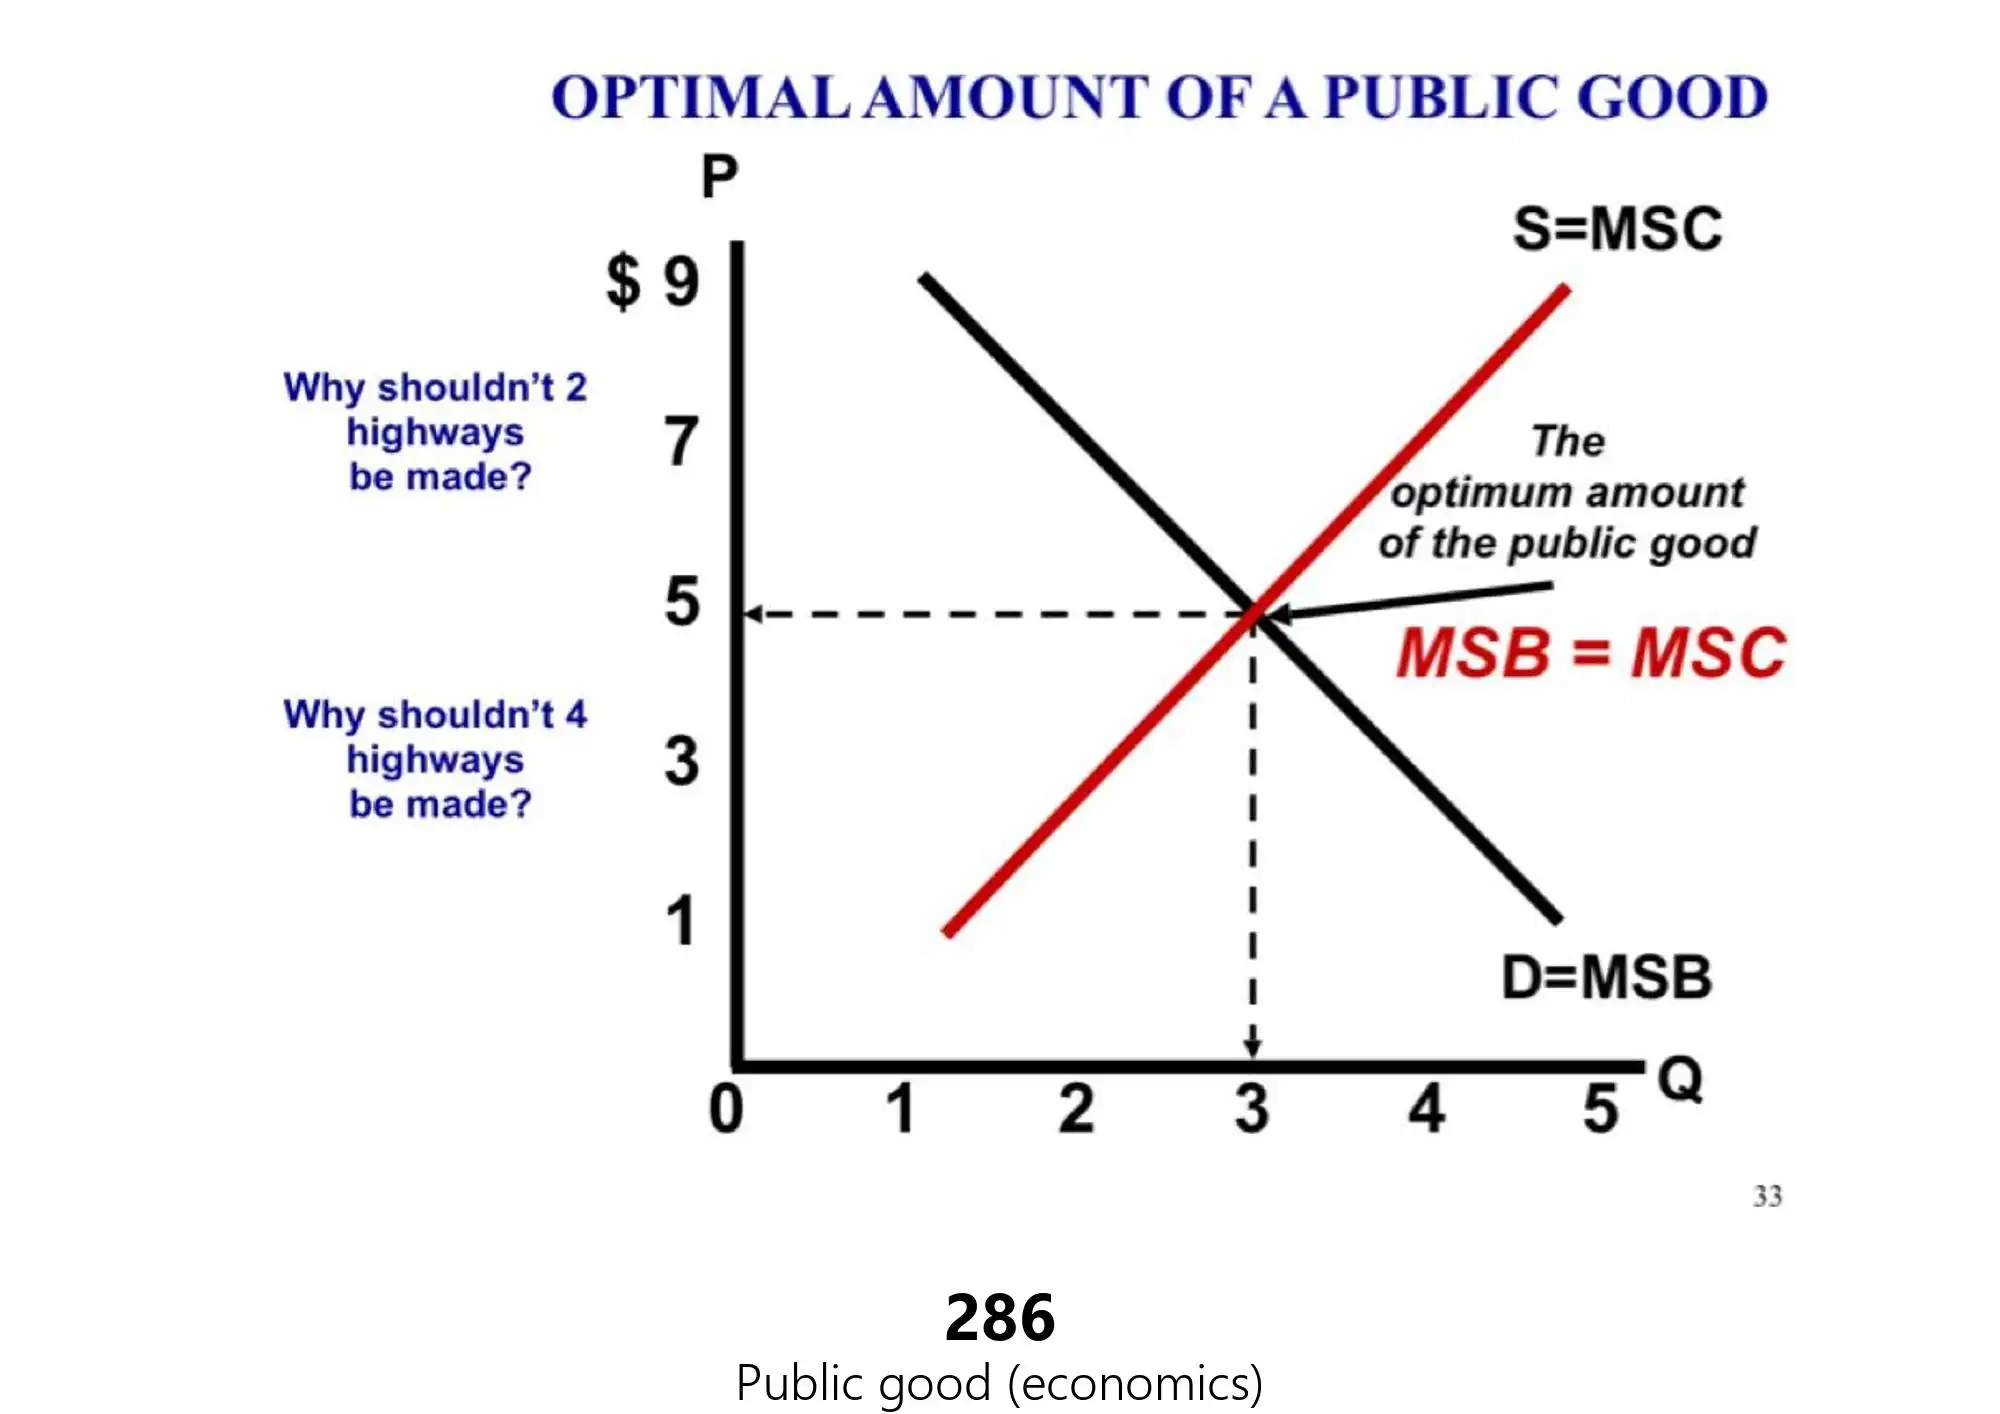 OPTIMAL AMOUNT OF A PUBLIC GOOD
P
S=MSC
$ 9
Why shouldn't 2
highways
be made?
7
The
optimum amount
of the public good
5
MSB = MSC
Why shouldn't 4
highways
be made?
3
1
D=MSB
Q
0 1 2 3 4 5
33
286
Public good (economics)